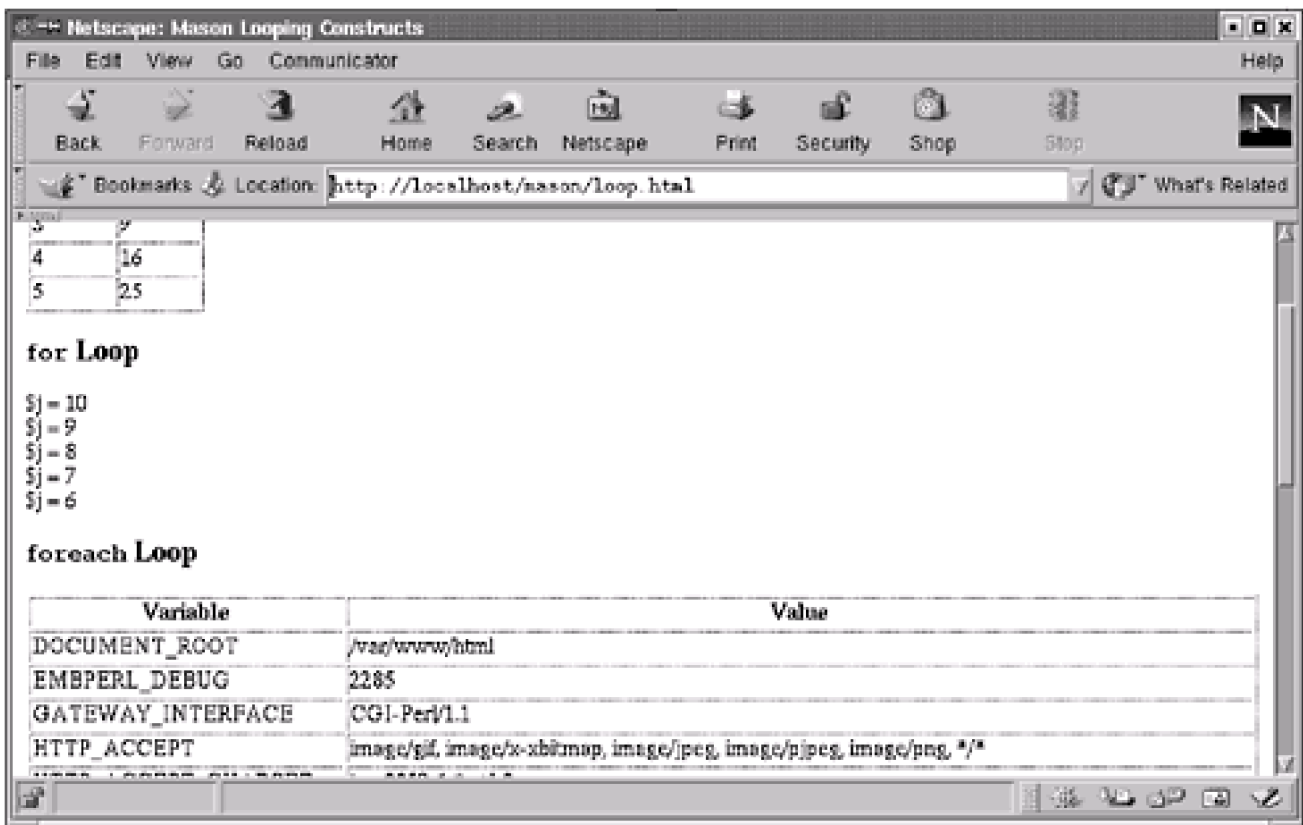 Netscape: Mason Looping Constructs
File Edit View Go Communicator Help
Back Forward Reload Home Search Netscape Print Security Shop Stop
N
Bookmarks Location: http://localhost/mason/loop.html What's Related
3 9
4 16
5 25
for Loop
$j = 10
$j = 9
$j = 8
$j = 7
$j = 6
foreach Loop
Variable Value
DOCUMENT_ROOT /var/www/html
EMBPERL_DEBUG 2285
GATEWAY_INTERFACE CGI-Perl/1.1
HTTP_ACCEPT image/gif, image/x-xbitmap, image/jpeg, image/pjpeg, image/png, */*